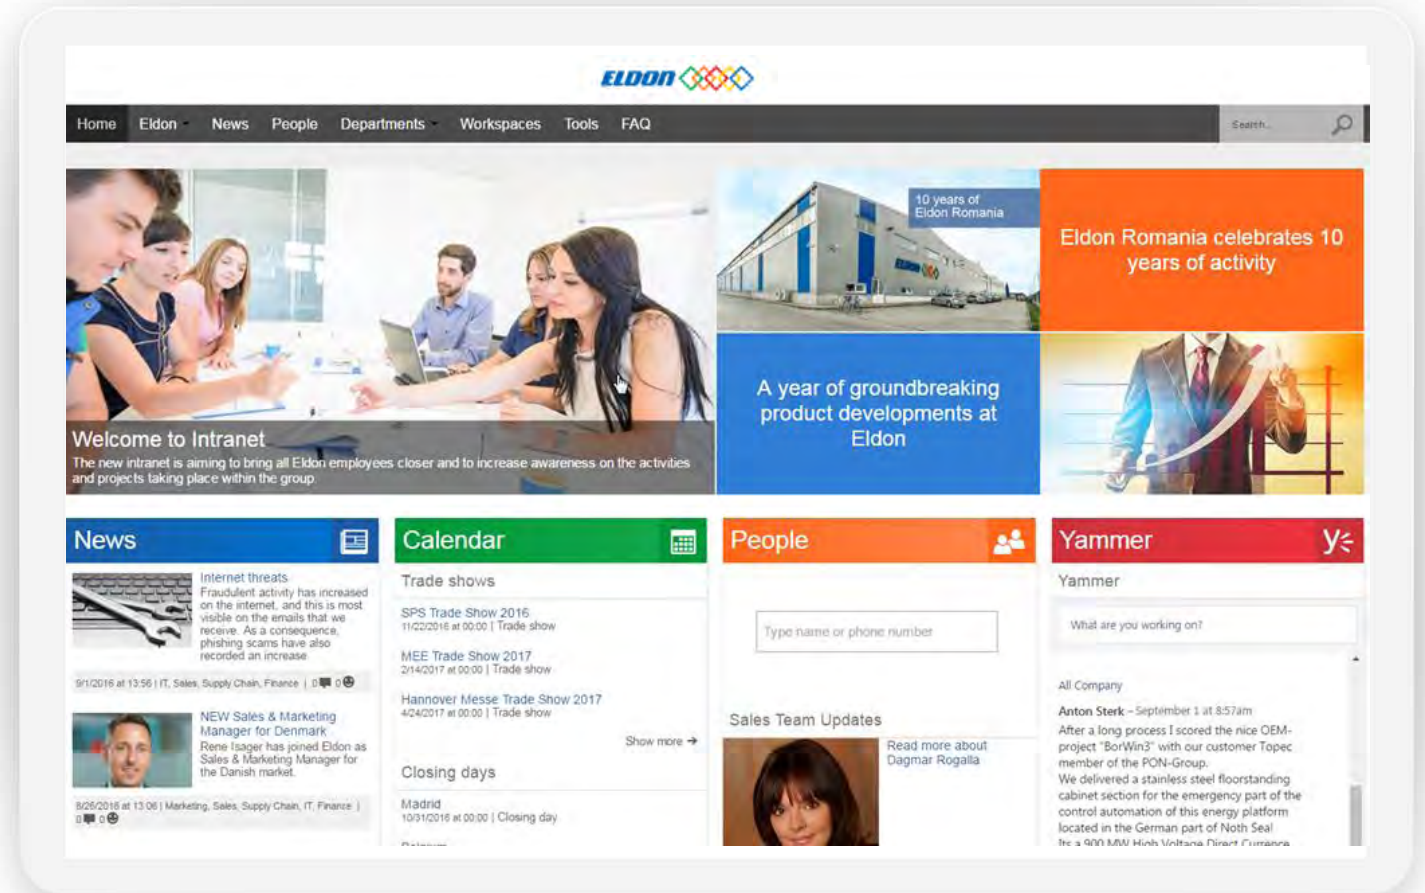 ELDON
Home Eldon News People Departments Workspaces Tools FAQ
Search...
10 years of
Eldon Romania
ELDON
Eldon Romania celebrates 10
years of activity
A year of groundbreaking
product developments at
Eldon
Welcome to Intranet
The new intranet is aiming to bring all Eldon employees closer and to increase awareness on the activities
and projects taking place within the group.
News
Internet threats
Fraudulent activity has increased
on the internet, and this is most
visible on the emails that we
receive. As a consequence,
phishing scams have also
recorded an increase.
9/1/2016 at 13:56 | IT, Sales, Supply Chain, Finance | 0 0
NEW Sales & Marketing
Manager for Denmark
Rene Isager has joined Eldon as
Sales & Marketing Manager for
the Danish market.
8/26/2016 at 13:06 | Marketing, Sales, Supply Chain, IT, Finance |
0 0
Calendar
Trade shows
SPS Trade Show 2016
11/22/2016 at 00:00 | Trade show
MEE Trade Show 2017
2/14/2017 at 00:00 | Trade show
Hannover Messe Trade Show 2017
4/24/2017 at 00:00 | Trade show
Show more →
Closing days
Madrid
10/31/2016 at 00:00 | Closing day
People
Type name or phone number
Sales Team Updates
Read more about
Dagmar Rogalla
Yammer
Yammer
What are you working on?
All Company
Anton Sterk – September 1 at 8:57am
After a long process I scored the nice OEM-
project "BorWin3" with our customer Topec
member of the PON-Group.
We delivered a stainless steel floorstanding
cabinet section for the emergency part of the
control automation of this energy platform
located in the German part of Noth Sea!
Its a 900 MW High Voltage Direct Currence